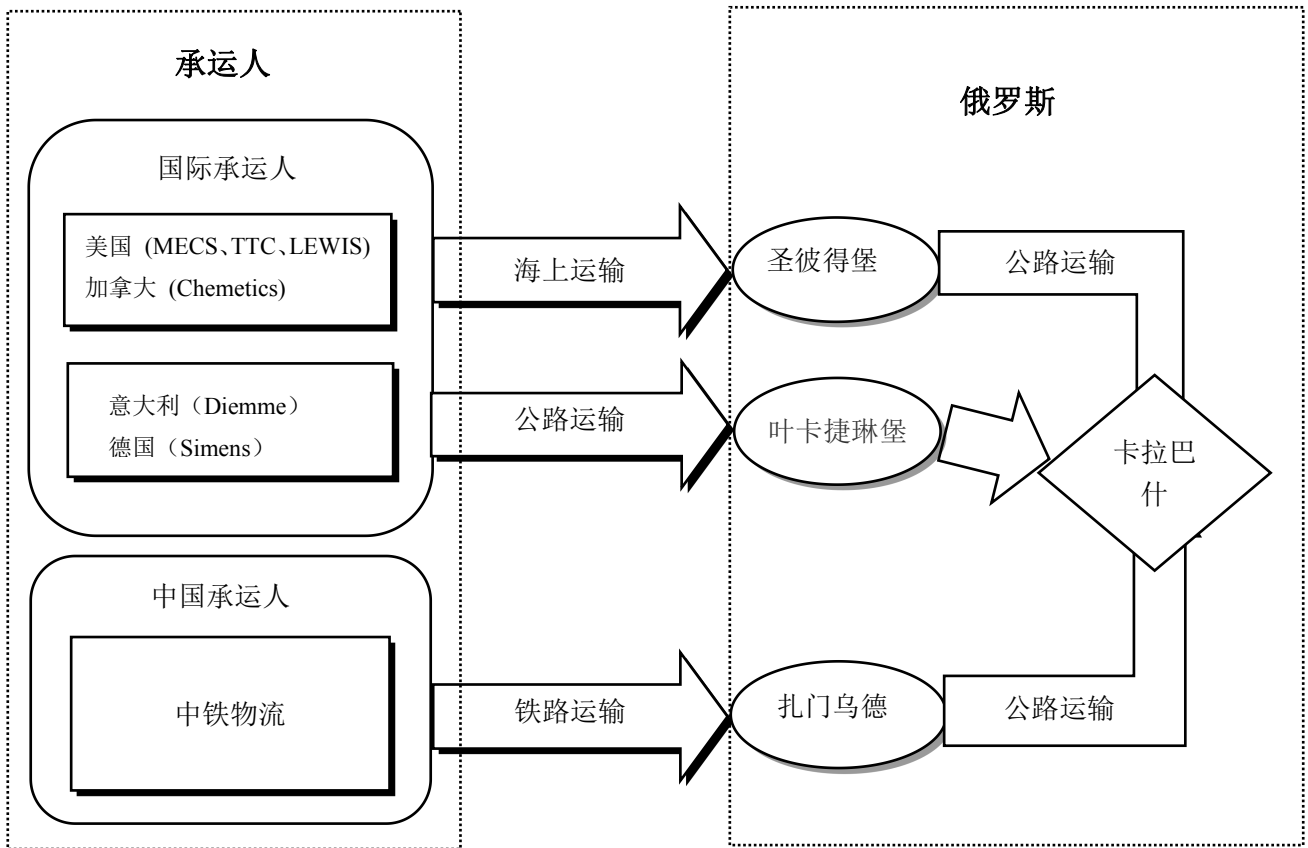 承运人
国际承运人
美国 (MECS、TTC、LEWIS)
加拿大 (Chemetics)
意大利（Diemme）
德国（Simens）
中国承运人
中铁物流
海上运输
公路运输
铁路运输
俄罗斯
圣彼得堡
公路运输
叶卡捷琳堡
卡拉巴
什
扎门乌德
公路运输